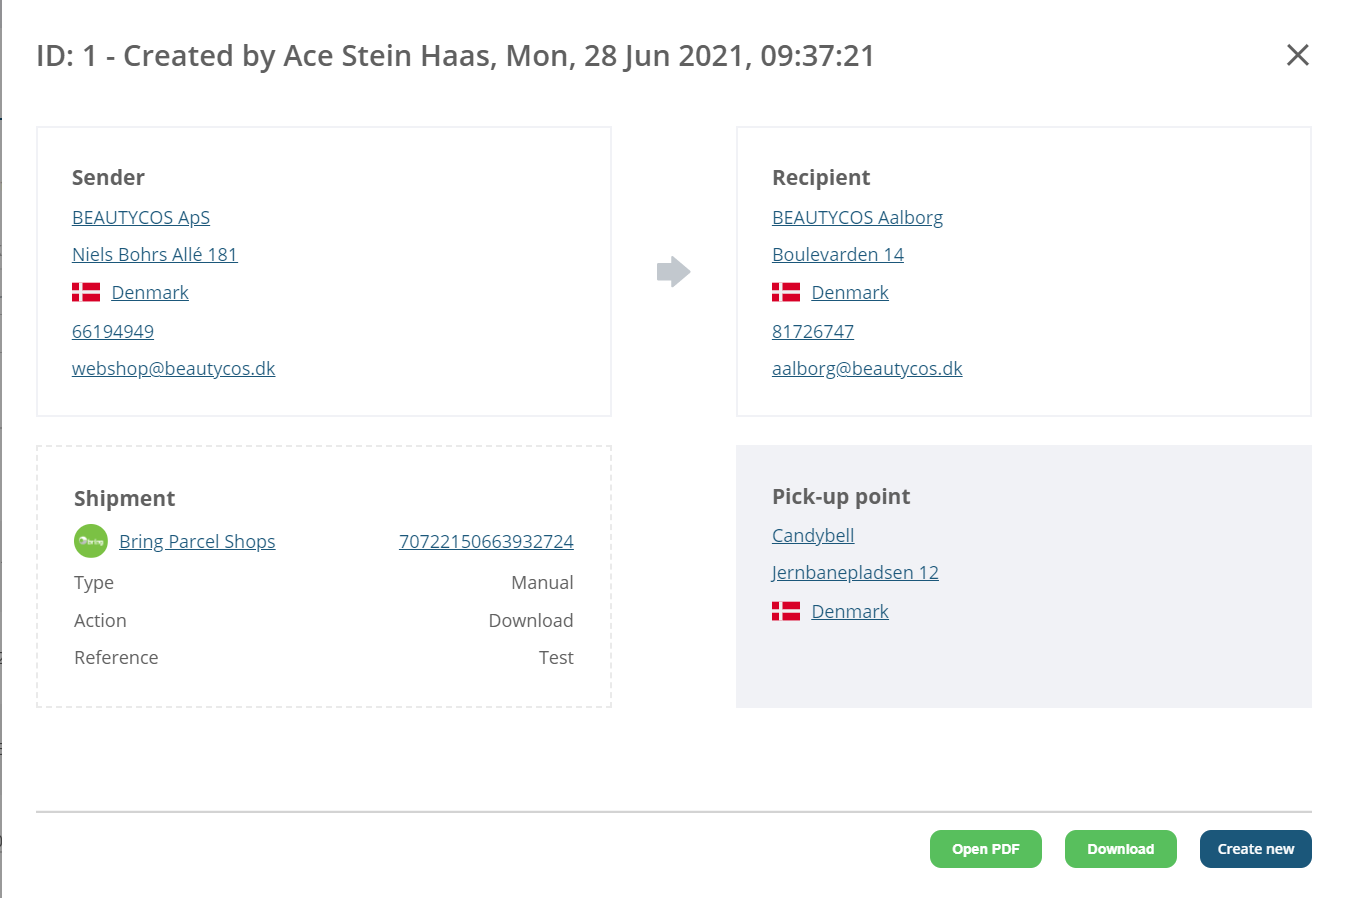 ID: 1 - Created by Ace Stein Haas, Mon, 28 Jun 2021, 09:37:21
Sender
BEAUTYCOS ApS
Niels Bohrs Allé 181
Denmark
66194949
webshop@beautycos.dk
Recipient
BEAUTYCOS Aalborg
Boulevarden 14
Denmark
81726747
aalborg@beautycos.dk
Shipment
bring
Bring Parcel Shops 70722150663932724
Type Manual
Action Download
Reference Test
Pick-up point
Candybell
Jernbanepladsen 12
Denmark
Open PDF Download Create new